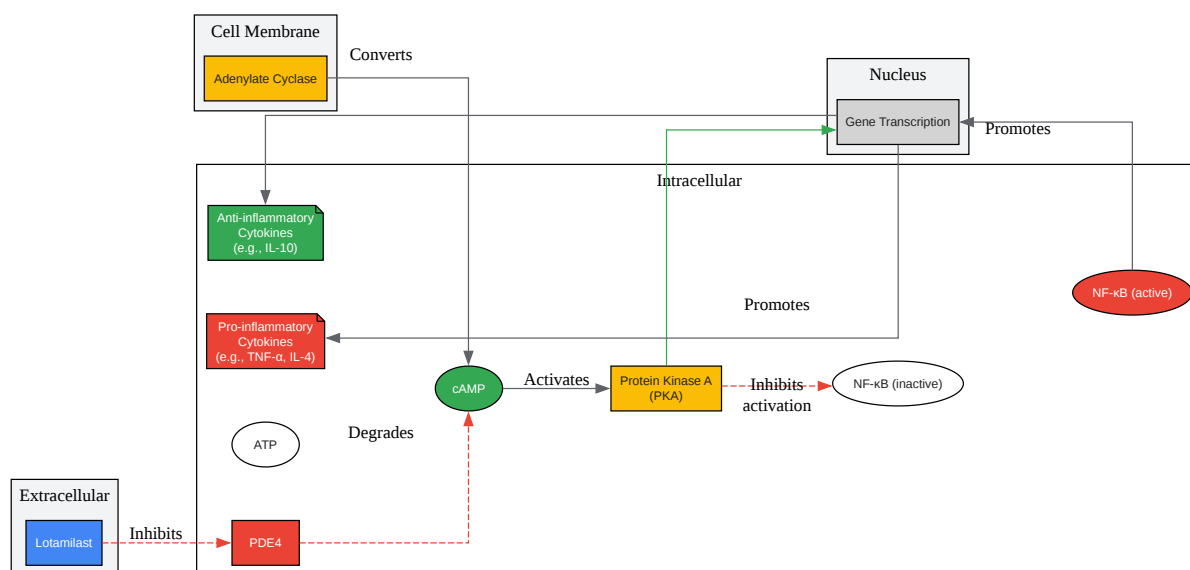 Cell Membrane
Adenylate Cyclase
Converts
Nucleus
Gene Transcription
Promotes
Intracellular
Anti-inflammatory
Cytokines
(e.g., IL-10)
NF-κB (active)
Promotes
Pro-inflammatory
Cytokines
(e.g., TNF-α, IL-4)
cAMP
Activates
Protein Kinase A
(PKA)
Inhibits
activation
NF-κB (inactive)
Degrades
ATP
Extracellular
Lotamilast
Inhibits
PDE4